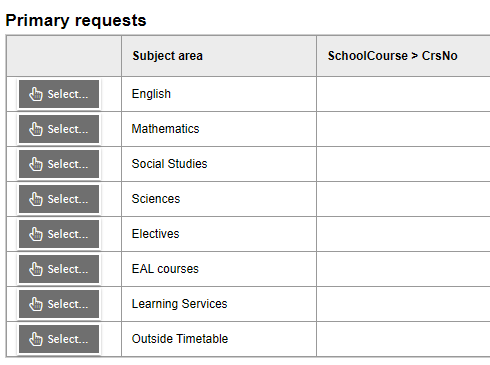 Primary requests
Subject area SchoolCourse > CrsNo
Select... English
Select... Mathematics
Select... Social Studies
Select... Sciences
Select... Electives
Select... EAL courses
Select... Learning Services
Select... Outside Timetable